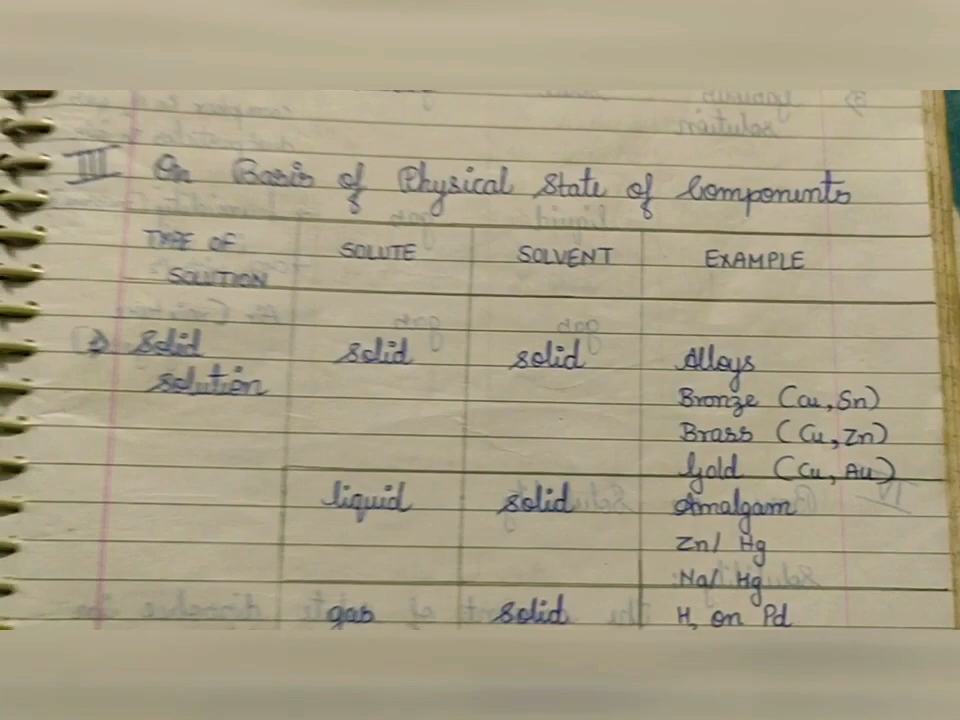 III On Basis of Physical State of Components
TYPE OF SOLUTION SOLUTE SOLVENT EXAMPLE
1) Solid solution solid solid Alloys
Bronze (Cu, Sn)
Brass (Cu, Zn)
Gold (Cu, Au)
liquid solid Amalgam
Zn/ Hg
Na/ Hg
gas solid H, on Pd